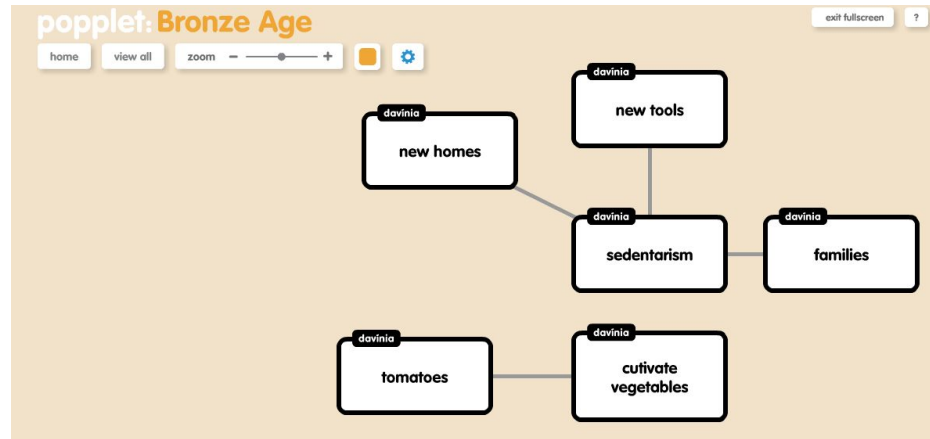 popplet: Bronze Age
exit fullscreen
?
home
view all
zoom - +
davinia
new tools
davinia
new homes
davinia
sedentarism
davinia
families
davinia
tomatoes
davinia
cutivate
vegetables